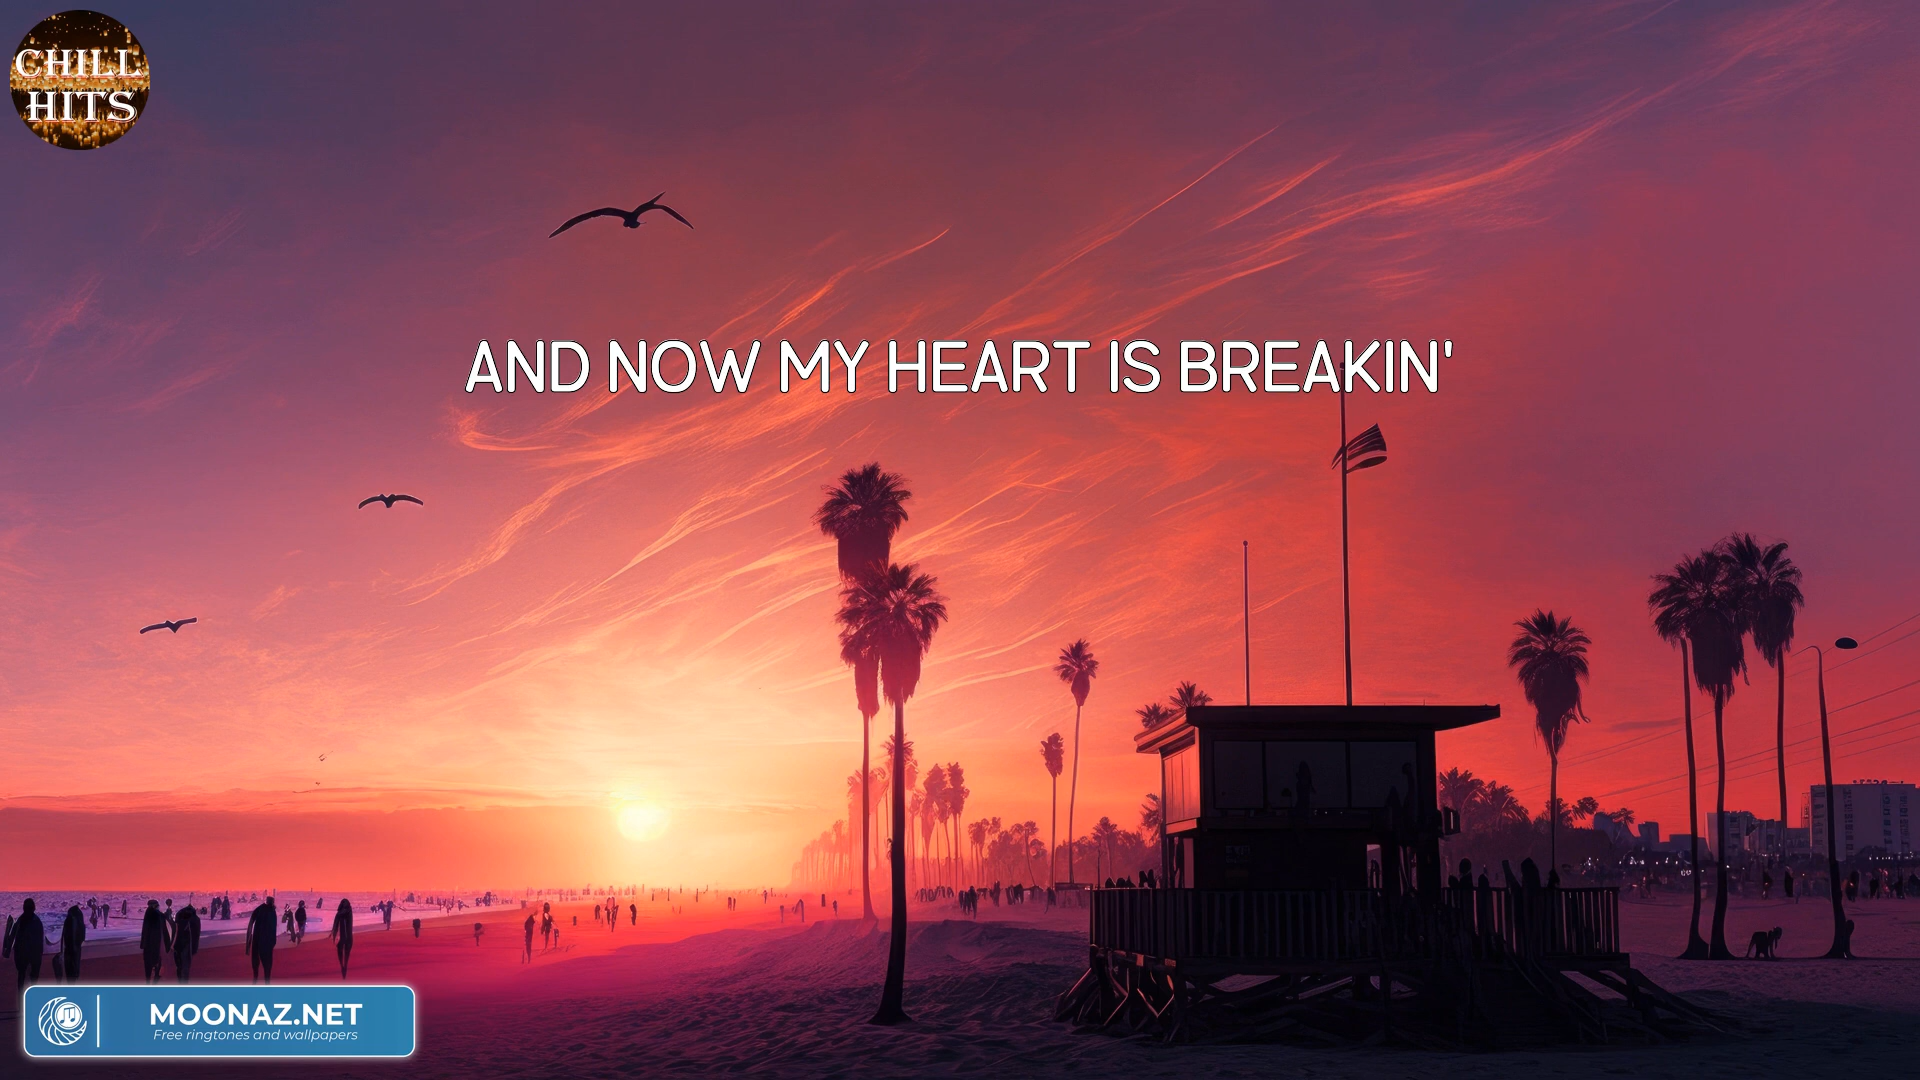 CHILL
HITS
AND NOW MY HEART IS BREAKIN'
MOONAZ.NET
Free ringtones and wallpapers